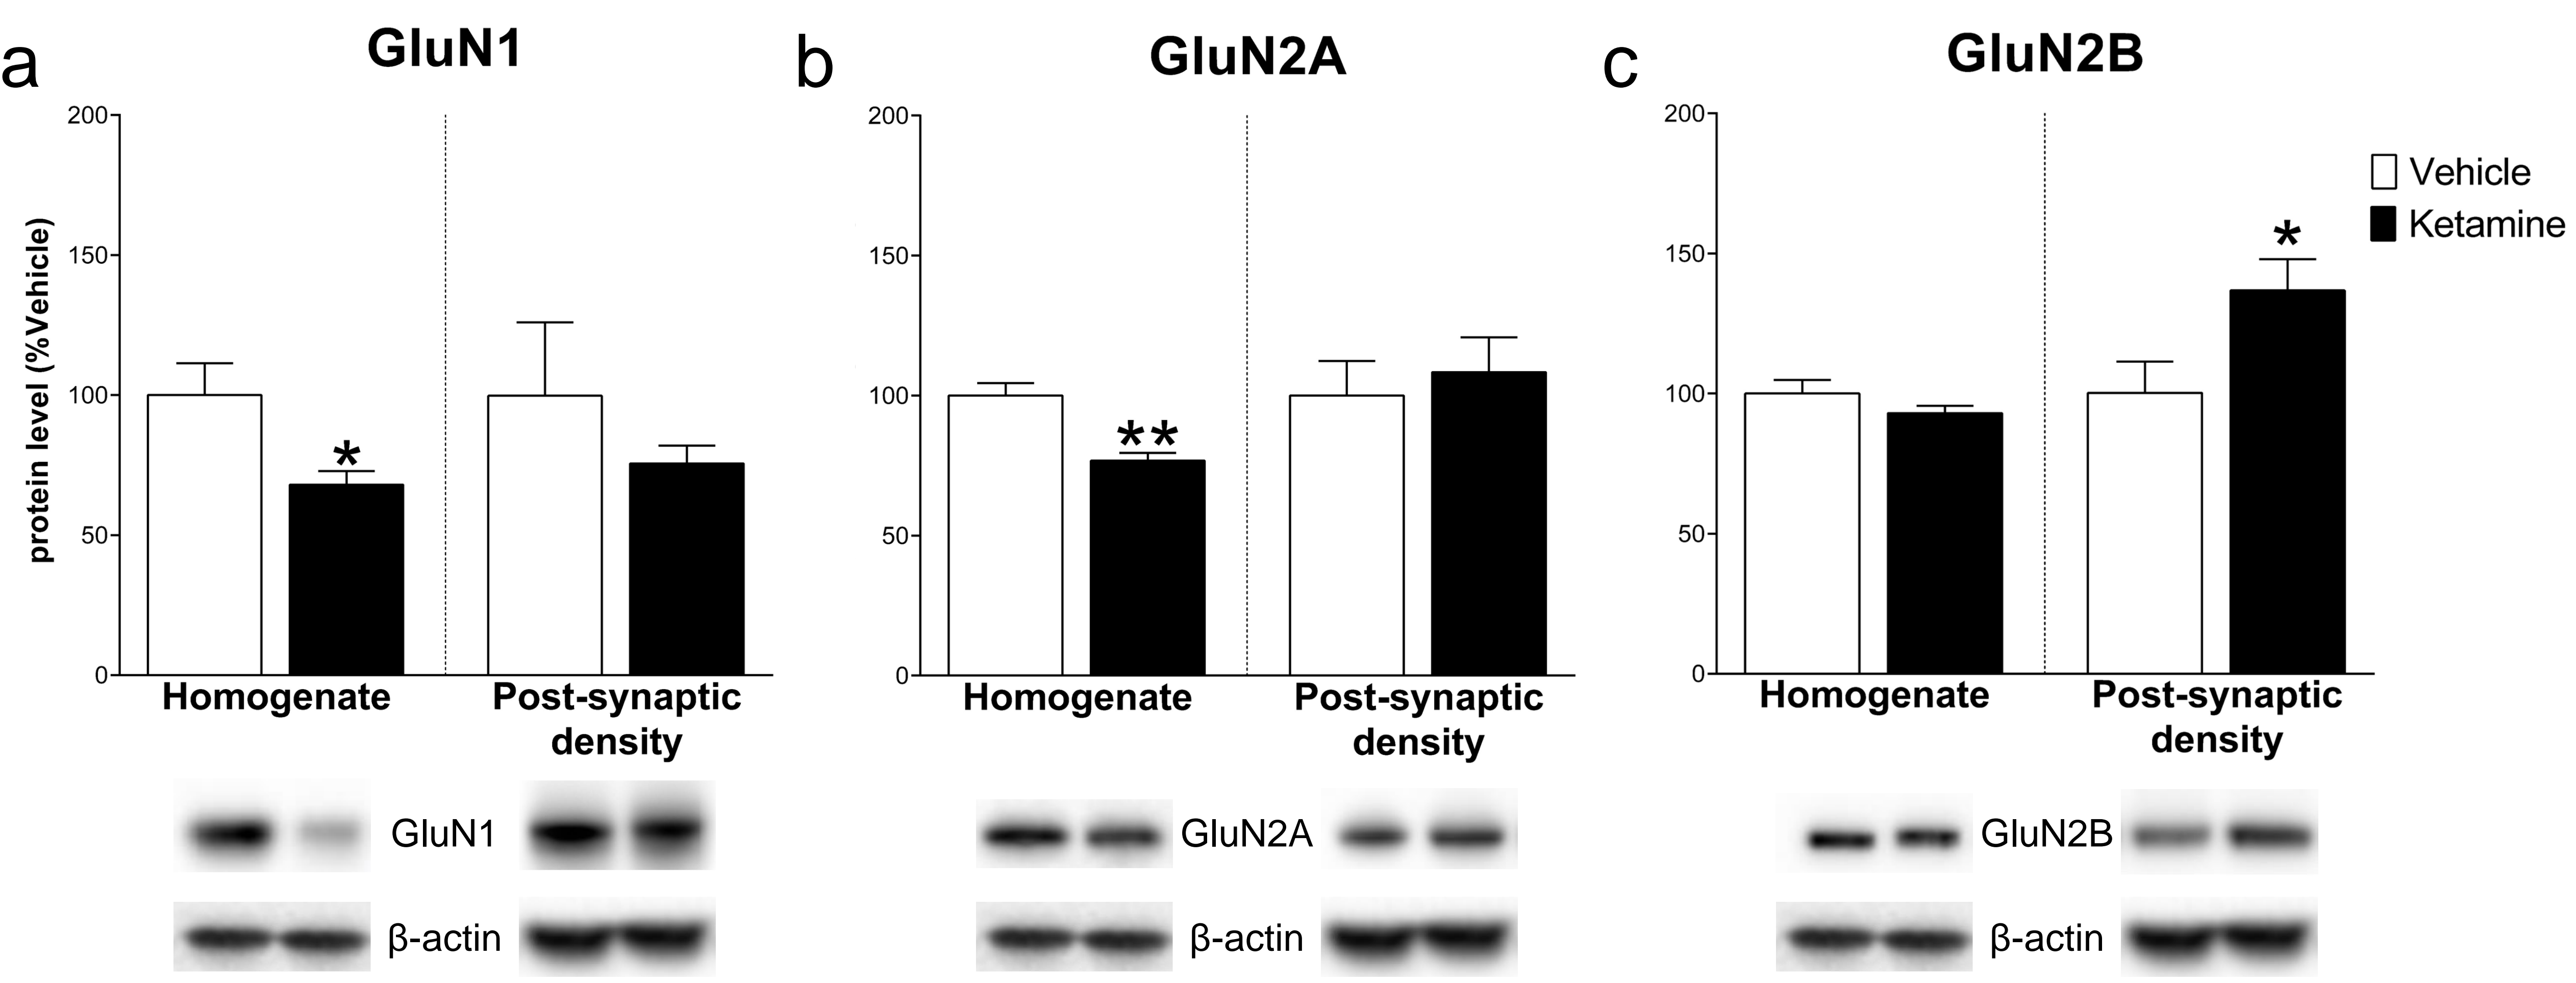 a
GluN1
200
150
100
50
0
protein level (%Vehicle)
*
Homogenate
Post-synaptic
density
GluN1
β-actin
b
GluN2A
200
150
100
50
0
**
Homogenate
Post-synaptic
density
GluN2A
β-actin
c
GluN2B
200
150
100
50
0
*
Homogenate
Post-synaptic
density
GluN2B
β-actin
Vehicle
Ketamine